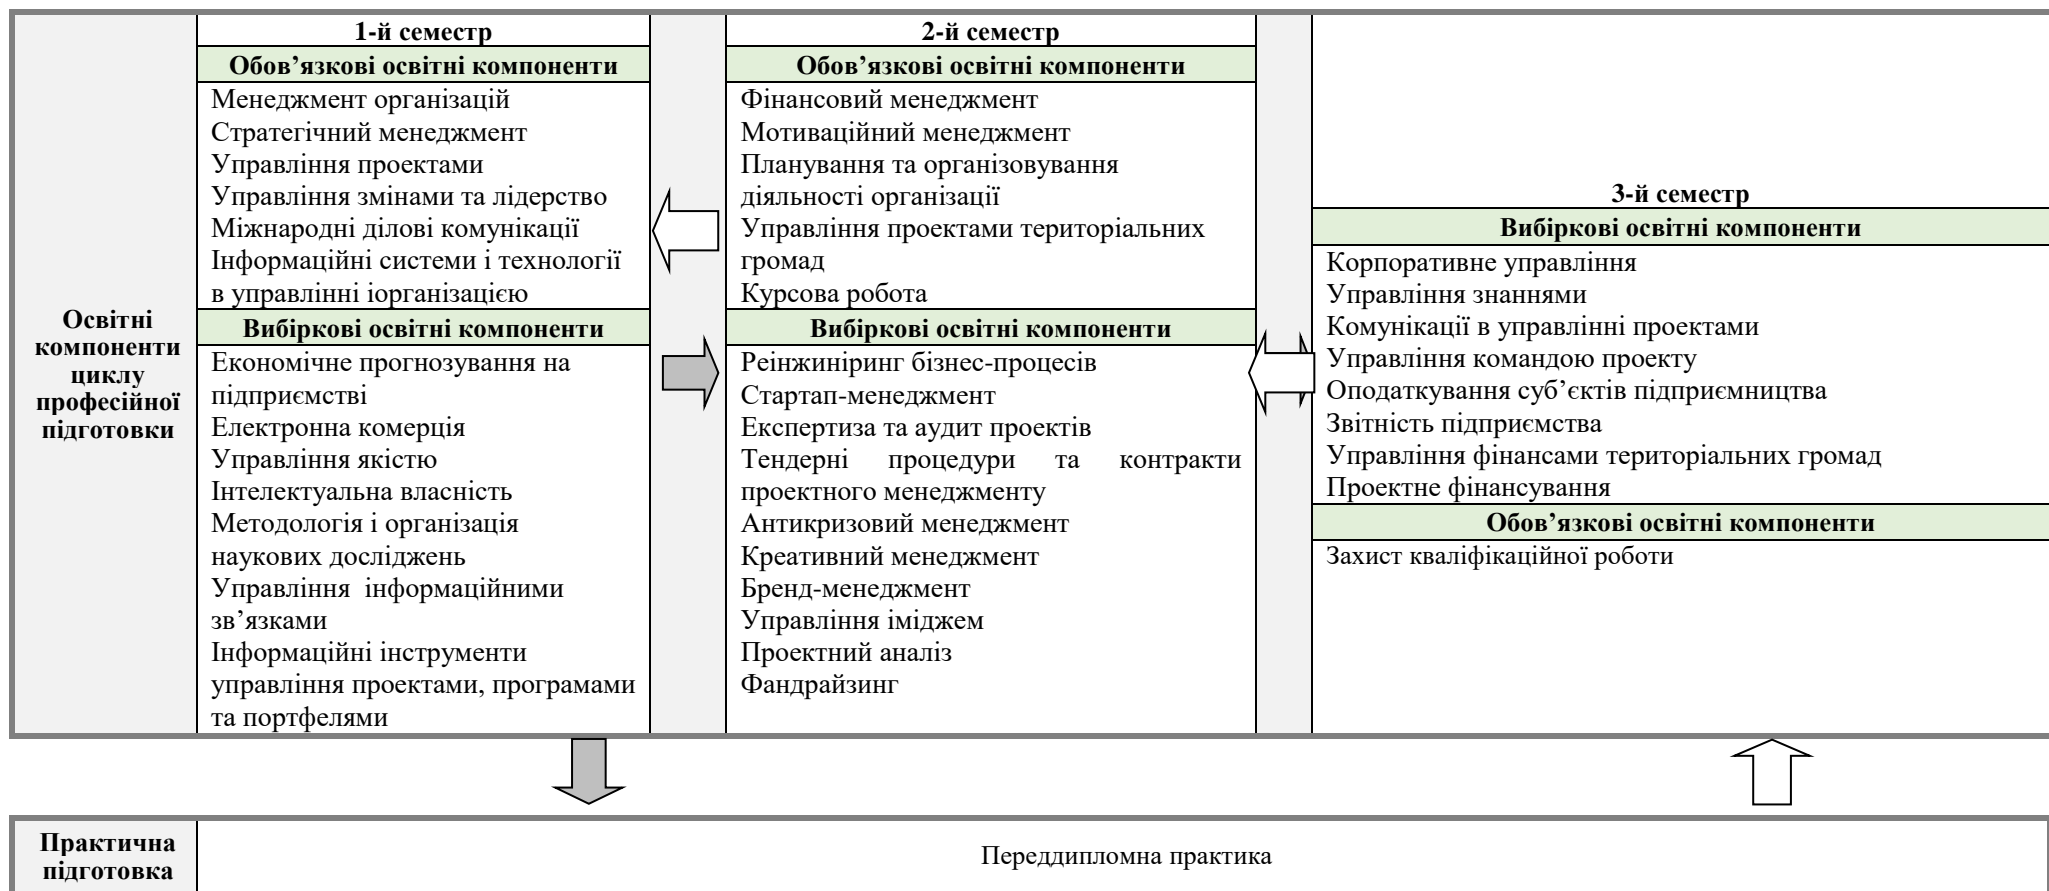 Освітні
компоненти
циклу
професійної
підготовки
1-й семестр
Обов’язкові освітні компоненти
Менеджмент організацій
Стратегічний менеджмент
Управління проектами
Управління змінами та лідерство
Міжнародні ділові комунікації
Інформаційні системи і технології
в управлінні іорганізацією
Вибіркові освітні компоненти
Економічне прогнозування на
підприємстві
Електронна комерція
Управління якістю
Інтелектуальна власність
Методологія і організація
наукових досліджень
Управління інформаційними
зв’язками
Інформаційні інструменти
управління проектами, програмами
та портфелями
2-й семестр
Обов’язкові освітні компоненти
Фінансовий менеджмент
Мотиваційний менеджмент
Планування та організовування
діяльності організації
Управління проектами територіальних
громад
Курсова робота
Вибіркові освітні компоненти
Реінжиніринг бізнес-процесів
Стартап-менеджмент
Експертиза та аудит проектів
Тендерні процедури та контракти
проектного менеджменту
Антикризовий менеджмент
Креативний менеджмент
Бренд-менеджмент
Управління іміджем
Проектний аналіз
Фандрайзинг
3-й семестр
Вибіркові освітні компоненти
Корпоративне управління
Управління знаннями
Комунікації в управлінні проектами
Управління командою проекту
Оподаткування суб’єктів підприємництва
Звітність підприємства
Управління фінансами територіальних громад
Проектне фінансування
Обов’язкові освітні компоненти
Захист кваліфікаційної роботи
Практична
підготовка
Переддипломна практика